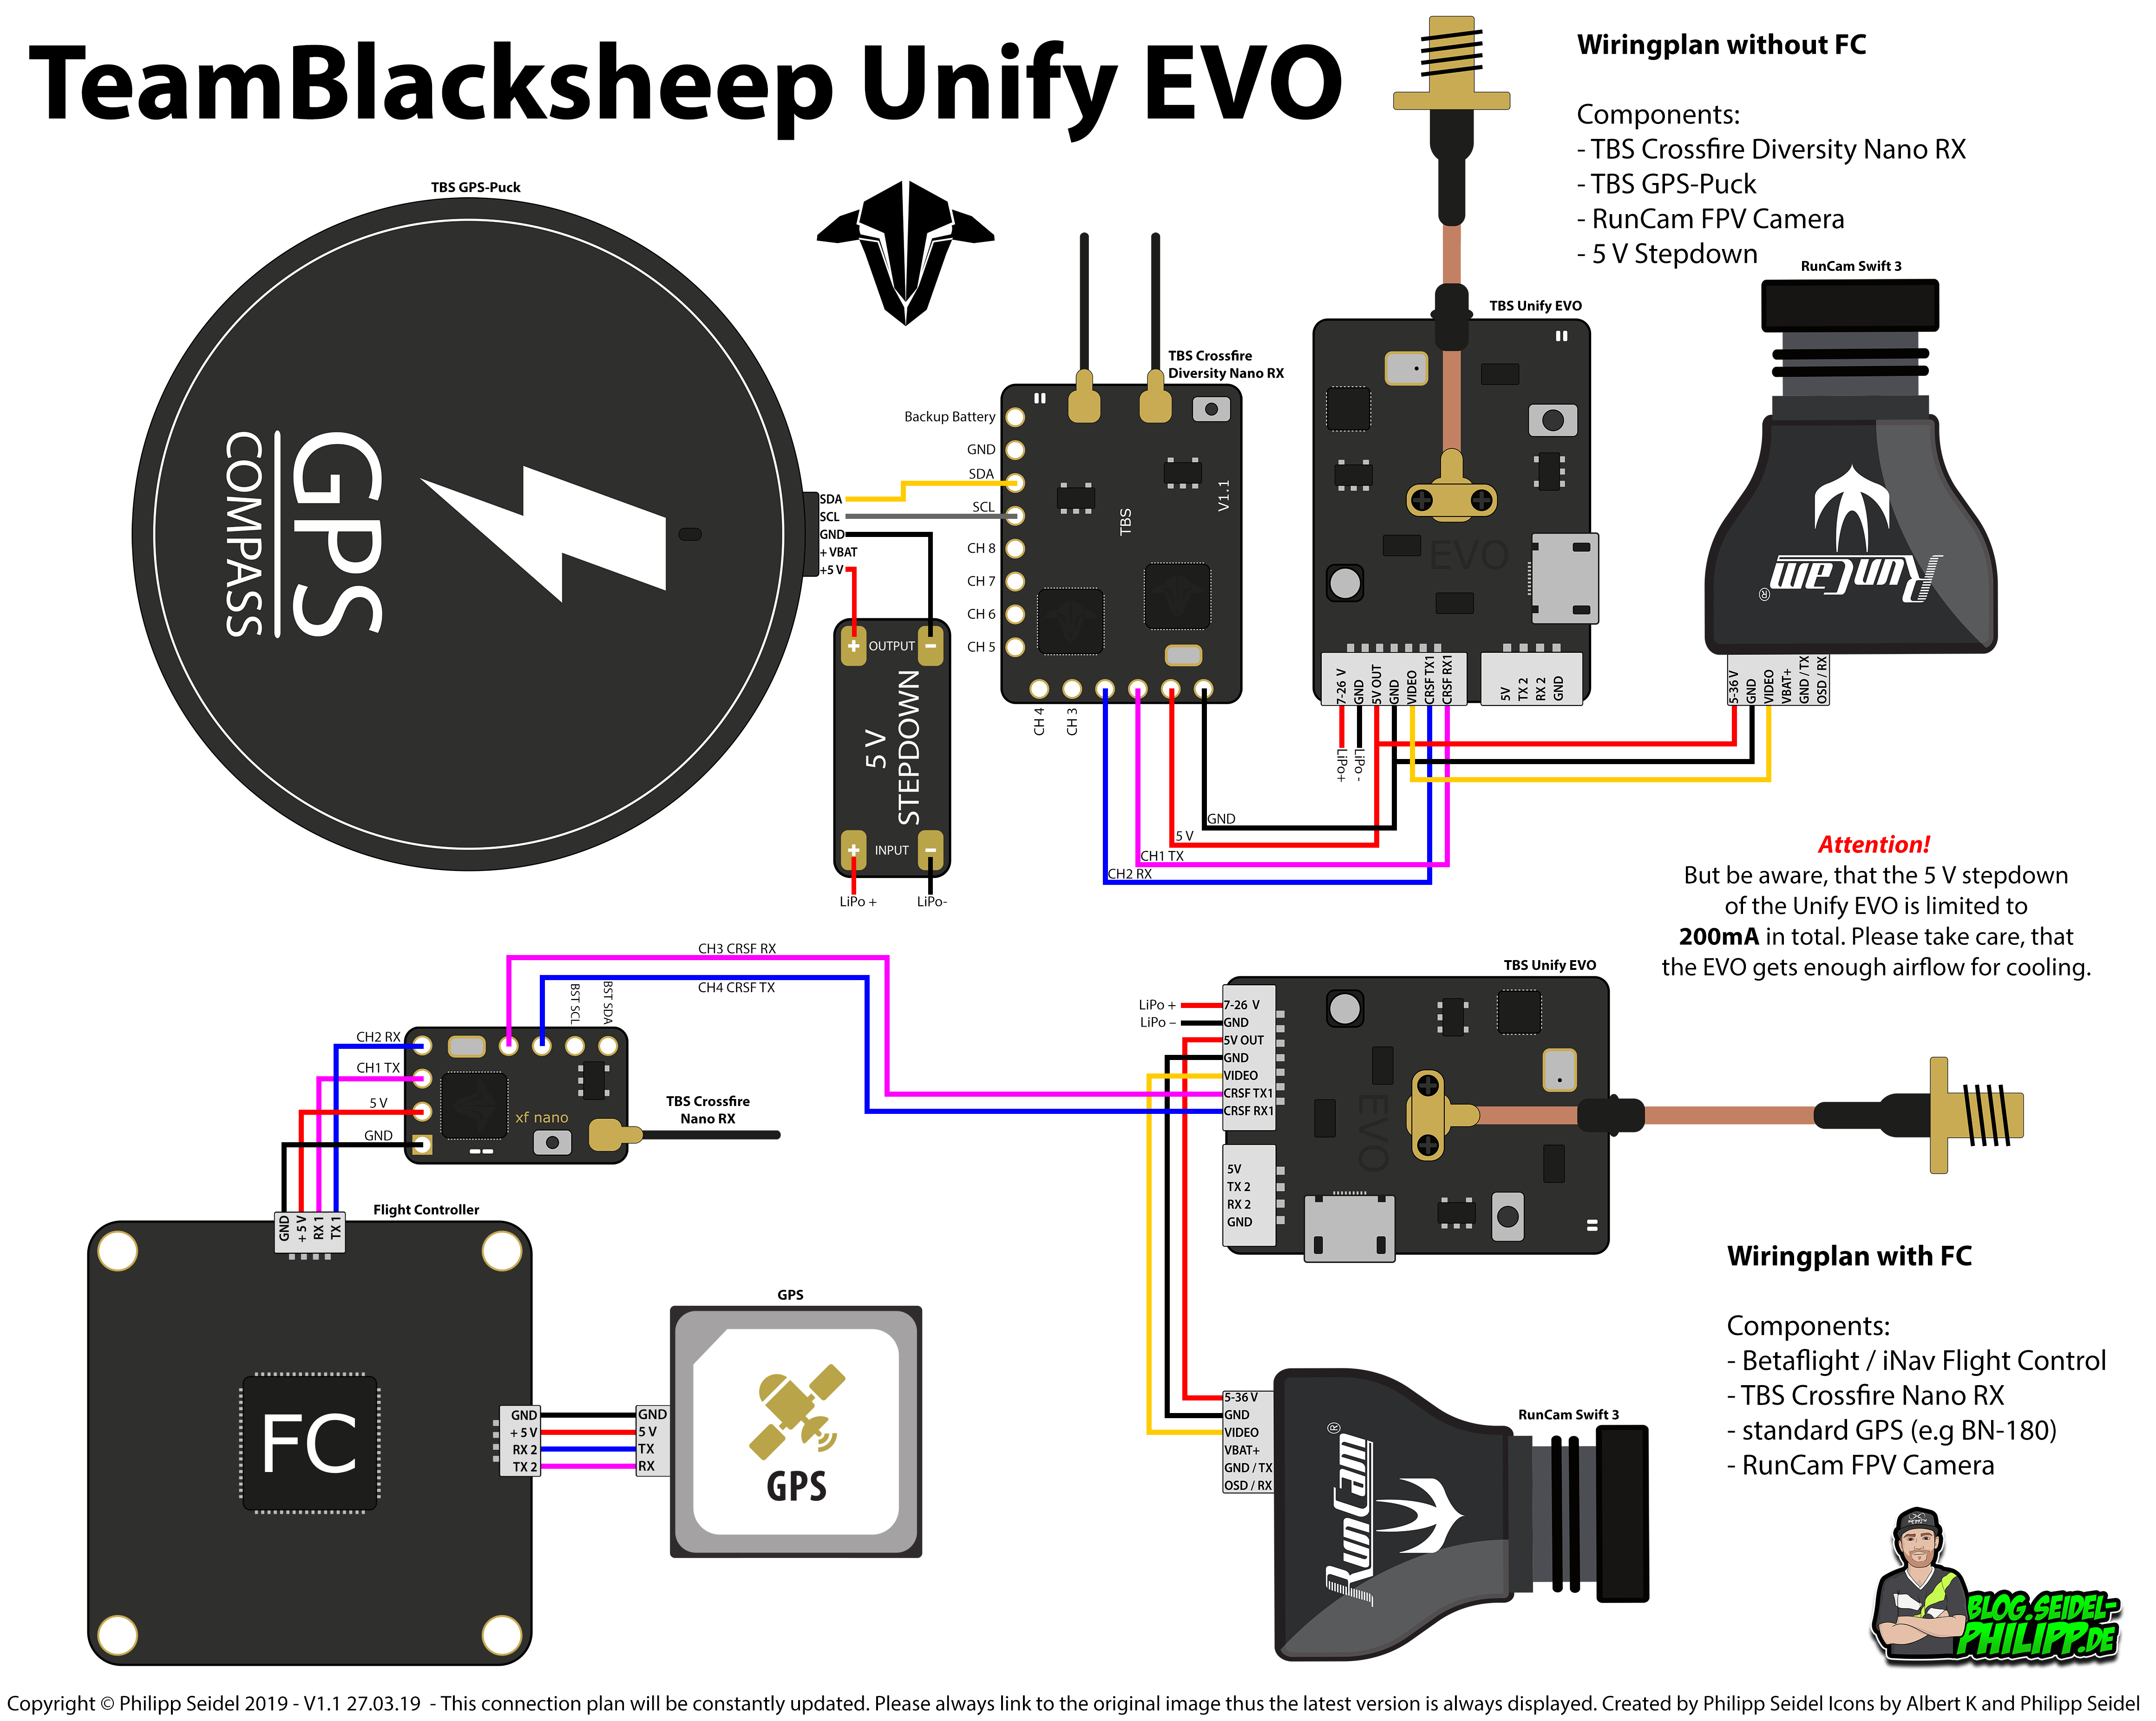 TeamBlacksheep Unify EVO
Wiringplan without FC
Components:
- TBS Crossfire Diversity Nano RX
- TBS GPS-Puck
- RunCam FPV Camera
- 5 V Stepdown
TBS GPS-Puck
GPS
COMPASS
SDA
SCL
GND
+ VBAT
+5 V
OUTPUT
+
-
5 V
STEPDOWN
INPUT
+
-
LiPo +
LiPo-
TBS Crossfire
Diversity Nano RX
Backup Battery
GND
SDA
SCL
CH 8
CH 7
CH 6
CH 5
CH 4
CH 3
TBS
V1.1
GND
5 V
CH1 TX
CH2 RX
TBS Unify EVO
EVO
7-26 V
GND
5V OUT
GND
VIDEO
CRSF TX1
CRSF RX1
5V
TX 2
RX 2
GND
LiPo+
LiPo -
RunCam Swift 3
RunCam
®
5-36 V
GND
VIDEO
VBAT+
GND / TX
OSD / RX
Attention!
But be aware, that the 5 V stepdown
of the Unify EVO is limited to
200mA in total. Please take care, that
the EVO gets enough airflow for cooling.
CH3 CRSF RX
CH4 CRSF TX
BST SCL
BST SDA
CH2 RX
CH1 TX
5 V
GND
xf nano
TBS Crossfire
Nano RX
Flight Controller
GND
+ 5 V
RX 1
TX 1
FC
GND
+ 5 V
RX 2
TX 2
GPS
GND
5 V
TX
RX
GPS
TBS Unify EVO
LiPo +
LiPo –
7-26 V
GND
5V OUT
GND
VIDEO
CRSF TX1
CRSF RX1
5V
TX 2
RX 2
GND
EVO
RunCam Swift 3
5-36 V
GND
VIDEO
VBAT+
GND / TX
OSD / RX
RunCam
®
Wiringplan with FC
Components:
- Betaflight / iNav Flight Control
- TBS Crossfire Nano RX
- standard GPS (e.g BN-180)
- RunCam FPV Camera
BLOG.SEIDEL-
PHILIPP.DE
Copyright © Philipp Seidel 2019 - V1.1 27.03.19 - This connection plan will be constantly updated. Please always link to the original image thus the latest version is always displayed. Created by Philipp Seidel Icons by Albert K and Philipp Seidel